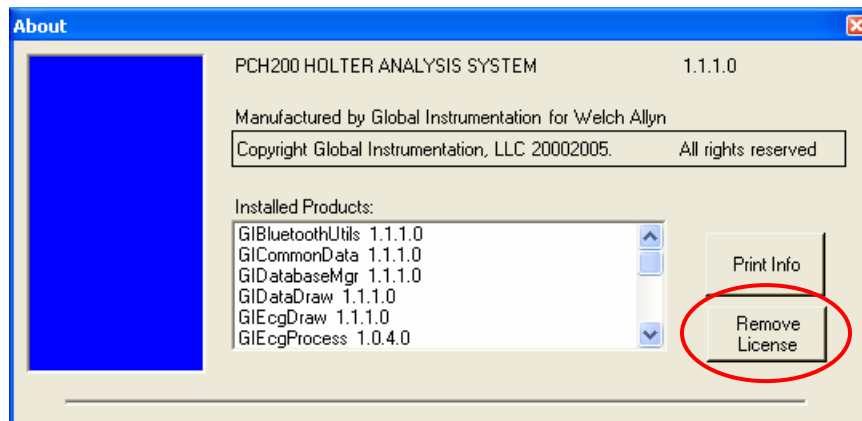 About
PCH200 HOLTER ANALYSIS SYSTEM 1.1.1.0
Manufactured by Global Instrumentation for Welch Allyn
Copyright Global Instrumentation, LLC 20002005. All rights reserved
Installed Products:
GIBluetoothUtils 1.1.1.0
GICommonData 1.1.1.0
GIDatabaseMgr 1.1.1.0
GIDataDraw 1.1.1.0
GIEcgDraw 1.1.1.0
GIEcgProcess 1.0.4.0
Print Info
Remove
License